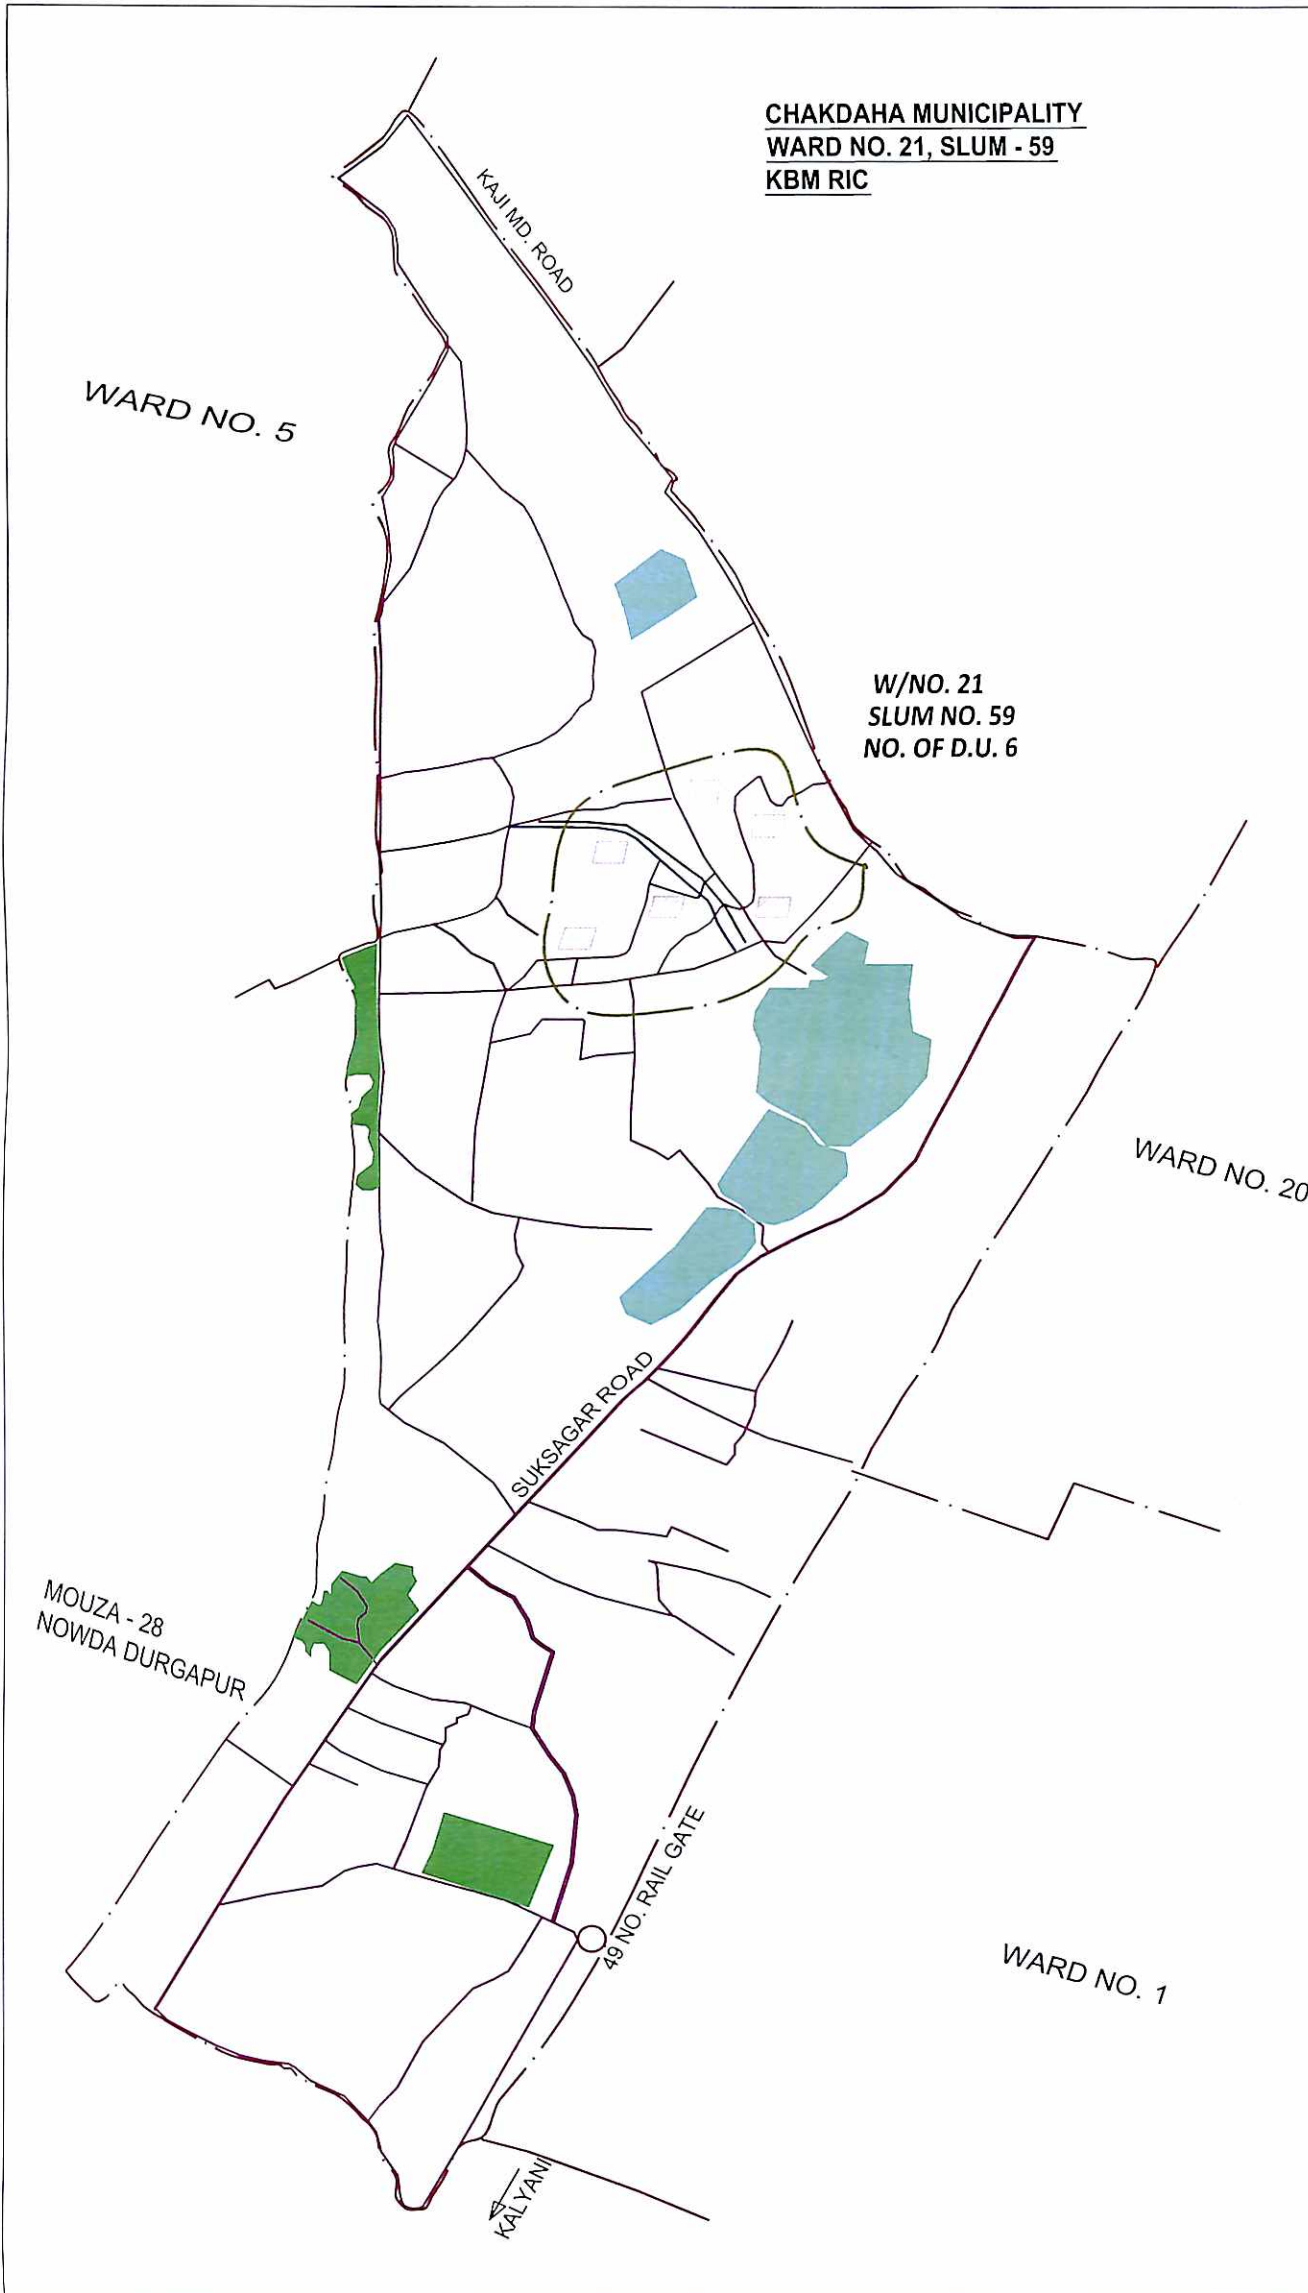 CHAKDAHA MUNICIPALITY
WARD NO. 21, SLUM - 59
KBM RIC
KAJI MD. ROAD
WARD NO. 5
W/NO. 21
SLUM NO. 59
NO. OF D.U. 6
WARD NO. 20
SUKSAGAR ROAD
MOUZA - 28
NOWDA DURGAPUR
49 NO. RAIL GATE
WARD NO. 1
KALYANI